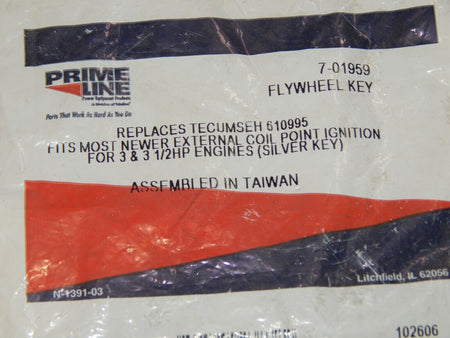 7-01959
FLYWHEEL KEY
PRIME
LINE
Power Equipment Products
Parts That Work As Hard As You Do
REPLACES TECUMSEH 610995
FITS MOST NEWER EXTERNAL COIL POINT IGNITION
FOR 3 & 3 1/2HP ENGINES (SILVER KEY)
ASSEMBLED IN TAIWAN
N-1391-03
Litchfield, IL 62056
102606